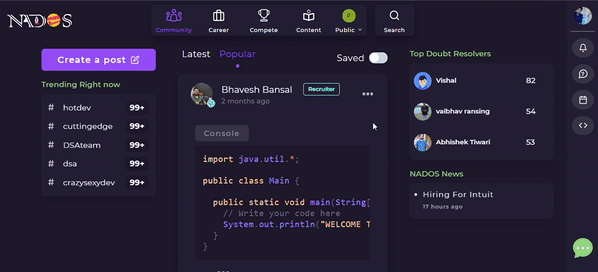 NADOS
Community
Career
Compete
Content
Public
Search
Create a post
Trending Right now
# hotdev 99+
# cuttingedge 99+
# DSAteam 99+
# dsa 99+
# crazysexydev 99+
Latest Popular
Saved
Bhavesh Bansal Recruiter
2 months ago
Console
import java.util.*;
public class Main {
public static void main(String[
// Write your code here
System.out.println("WELCOME T
}
}
Top Doubt Resolvers
Vishal 82
vaibhav ransing 54
Abhishek Tiwari 53
NADOS News
• Hiring For Intuit
17 hours ago